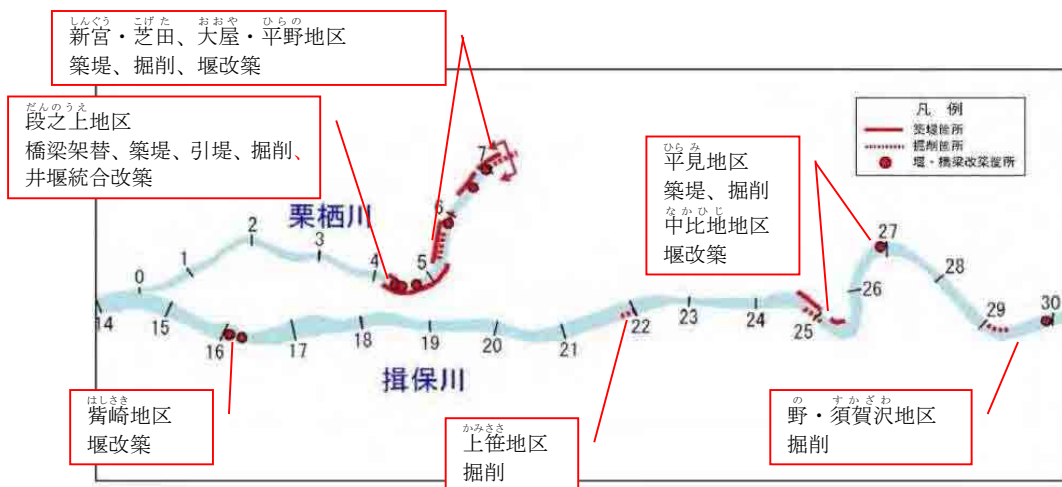 しんぐう こげた おおや ひらの
新宮・芝田、大屋・平野地区
築堤、掘削、堰改築
だんのうえ
段之上地区
橋梁架替、築堤、引堤、掘削、
井堰統合改築
凡 例
築堤箇所
掘削箇所
堰・橋梁改築箇所
ひらみ
平見地区
築堤、掘削
なかひじ
中比地地区
堰改築
栗栖川
0
1
2
3
4
5
6
7
14
15
16
17
18
19
20
21
22
23
24
25
26
27
28
29
30
揖保川
はしさき
觜崎地区
堰改築
かみささ
上笹地区
掘削
の すかざわ
野・須賀沢地区
掘削